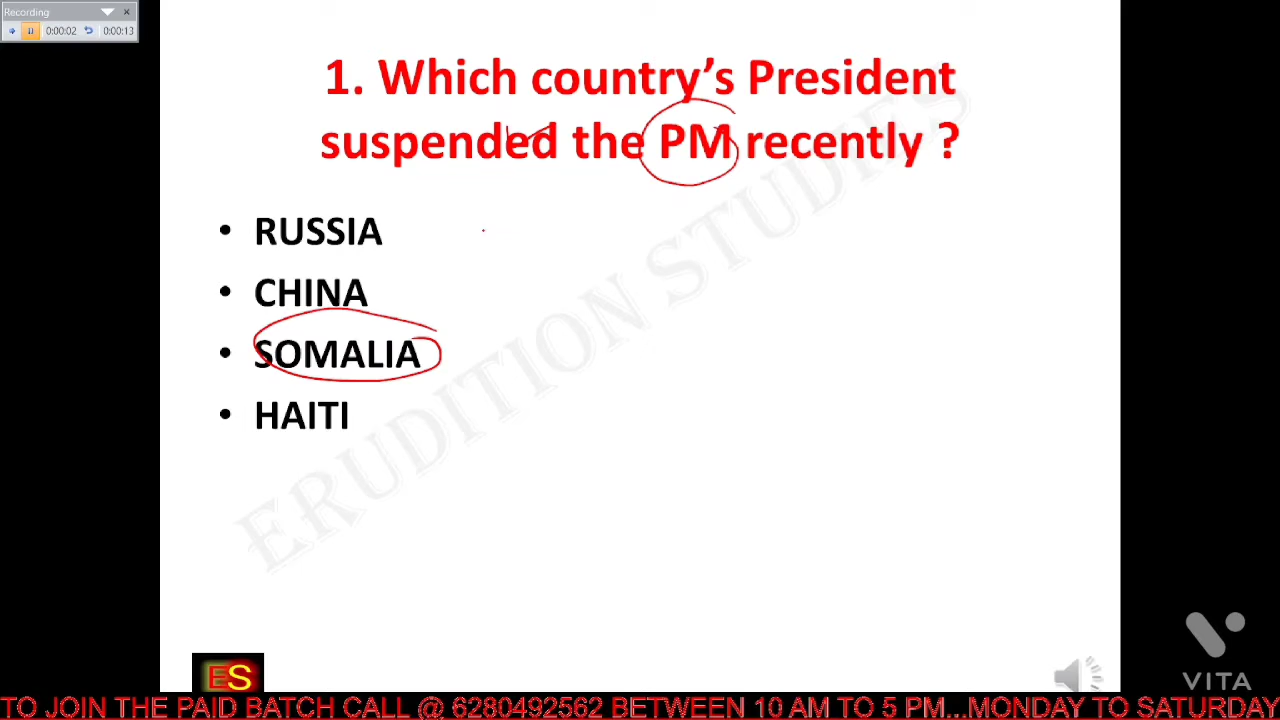 Recording
0:00:02 0:00:13
1. Which country’s President
suspended the PM recently ?
• RUSSIA
• CHINA
• SOMALIA
• HAITI
ERUDITION STUDIES
ES
VITA
TO JOIN THE PAID BATCH CALL @ 6280492562 BETWEEN 10 AM TO 5 PM...MONDAY TO SATURDAY